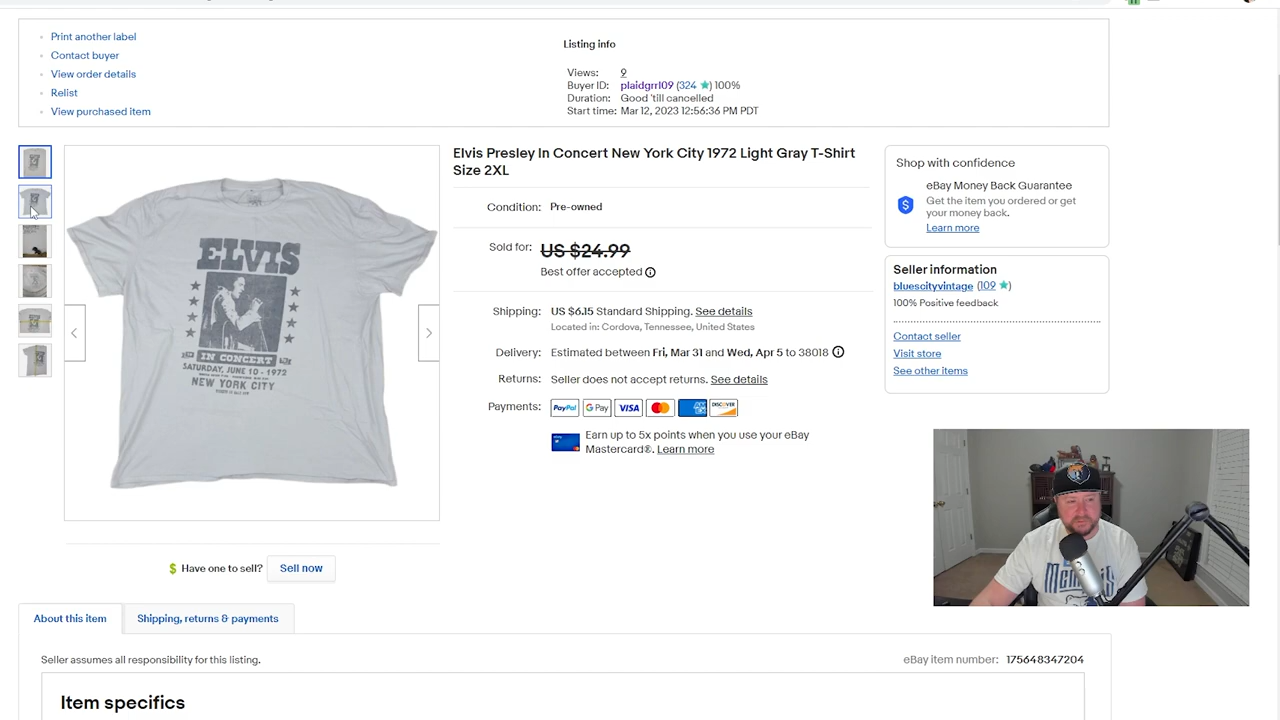 Print another label
Contact buyer
View order details
Relist
View purchased item
Listing info
Views: 9
Buyer ID: plaidgrrl09 (324 ★) 100%
Duration: Good 'till cancelled
Start time: Mar 12, 2023 12:56:36 PM PDT
ELVIS
IN CONCERT
SATURDAY, JUNE 10 - 1972
NEW YORK CITY
Elvis Presley In Concert New York City 1972 Light Gray T-Shirt
Size 2XL
Condition: Pre-owned
Sold for: US $24.99
Best offer accepted
Shipping: US $6.15 Standard Shipping. See details
Located in: Cordova, Tennessee, United States
Delivery: Estimated between Fri, Mar 31 and Wed, Apr 5 to 38018
Returns: Seller does not accept returns. See details
Payments: PayPal G Pay VISA DISCOVER
Earn up to 5x points when you use your eBay
Mastercard®. Learn more
Shop with confidence
eBay Money Back Guarantee
Get the item you ordered or get
your money back.
Learn more
Seller information
bluescityvintage (109 ★)
100% Positive feedback
Contact seller
Visit store
See other items
Have one to sell? Sell now
About this item
Shipping, returns & payments
Seller assumes all responsibility for this listing.
eBay item number: 175648347204
Item specifics